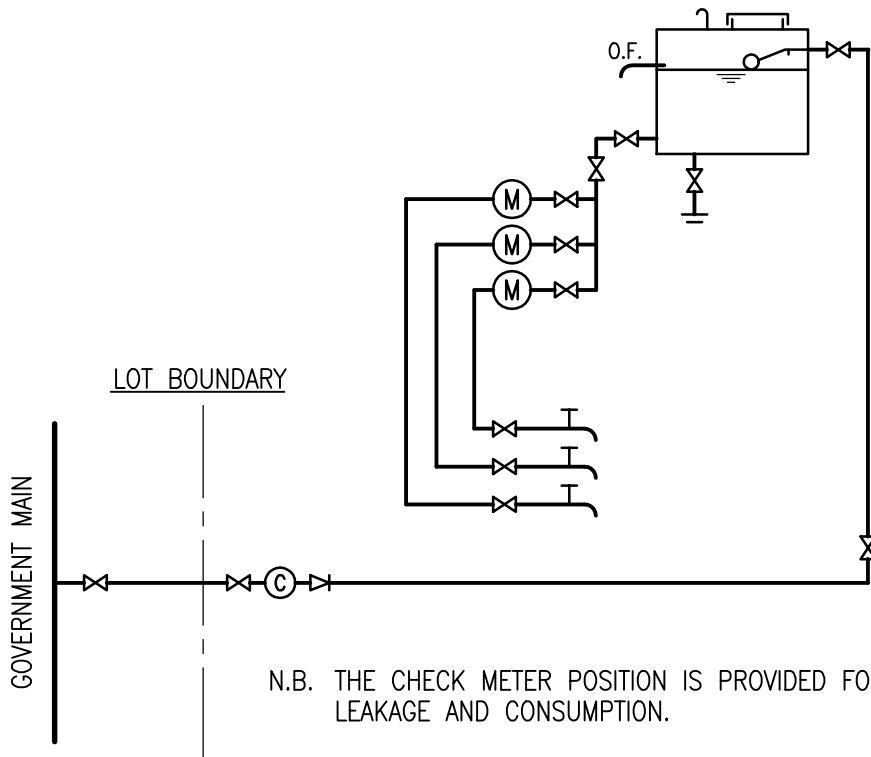 O.F.
M
M
M
LOT BOUNDARY
GOVERNMENT MAIN
C
N.B. THE CHECK METER POSITION IS PROVIDED FO
LEAKAGE AND CONSUMPTION.